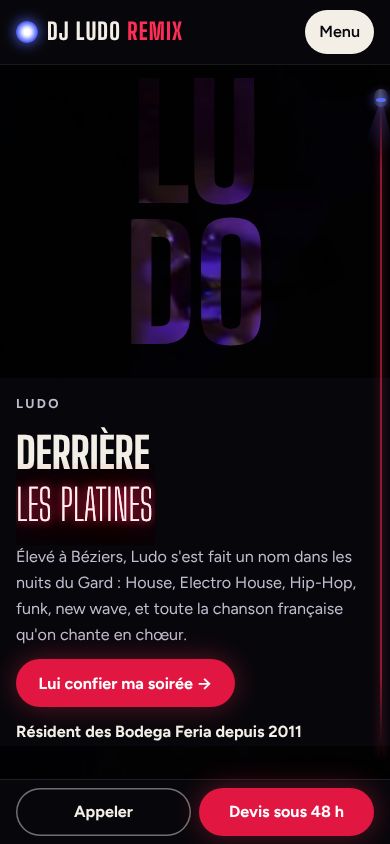 DJ LUDO REMIX
Menu
LU
DO
LUDO
DERRIÈRE
LES PLATINES
Élevé à Béziers, Ludo s'est fait un nom dans les
nuits du Gard : House, Electro House, Hip-Hop,
funk, new wave, et toute la chanson française
qu'on chante en chœur.
Lui confier ma soirée →
Résident des Bodega Feria depuis 2011
Appeler
Devis sous 48 h